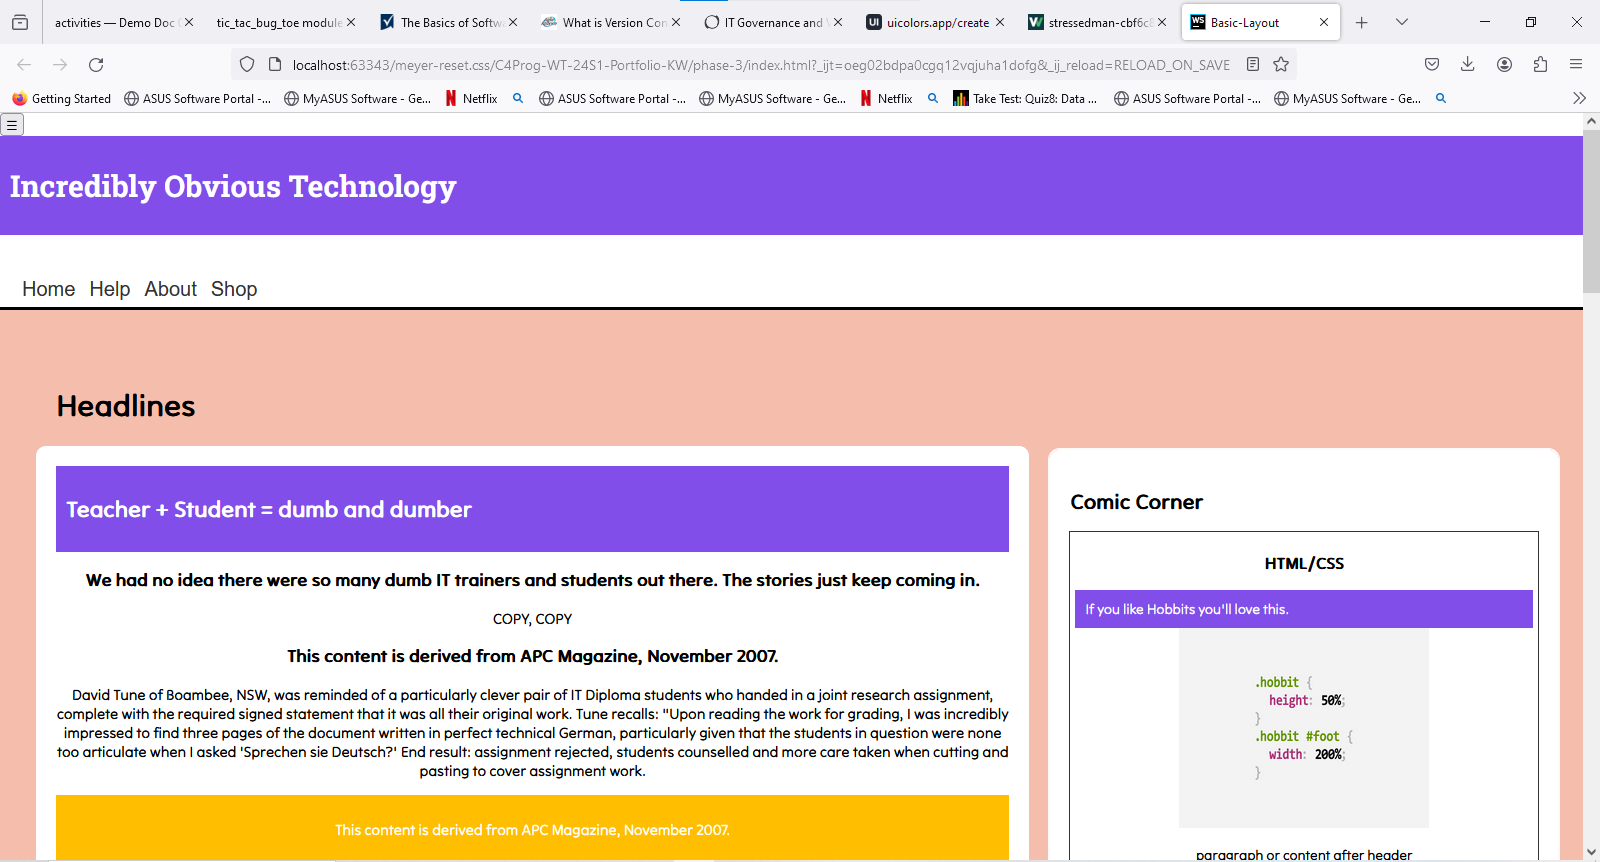 activities — Demo Doc
tic_tac_bug_toe module
The Basics of Softw
What is Version Con
IT Governance and
uicolors.app/create
stressedman-cbf6c
Basic-Layout
localhost:63343/meyer-reset.css/C4Prog-WT-24S1-Portfolio-KW/phase-3/index.html?_ijt=oeg02bdpa0cgq12vqjuha1dofg&_ij_reload=RELOAD_ON_SAVE
Getting Started
ASUS Software Portal -...
MyASUS Software - Ge...
Netflix
ASUS Software Portal -...
MyASUS Software - Ge...
Netflix
Take Test: Quiz8: Data ...
ASUS Software Portal -...
MyASUS Software - Ge...
Incredibly Obvious Technology
Home Help About Shop
Headlines
Teacher + Student = dumb and dumber
We had no idea there were so many dumb IT trainers and students out there. The stories just keep coming in.
COPY, COPY
This content is derived from APC Magazine, November 2007.
David Tune of Boambee, NSW, was reminded of a particularly clever pair of IT Diploma students who handed in a joint research assignment,
complete with the required signed statement that it was all their original work. Tune recalls: "Upon reading the work for grading, I was incredibly
impressed to find three pages of the document written in perfect technical German, particularly given that the students in question were none
too articulate when I asked 'Sprechen sie Deutsch?' End result: assignment rejected, students counselled and more care taken when cutting and
pasting to cover assignment work.
This content is derived from APC Magazine, November 2007.
Comic Corner
HTML/CSS
If you like Hobbits you'll love this.
.hobbit {
height: 50%;
}
.hobbit #foot {
width: 200%;
}
paragraph or content after header